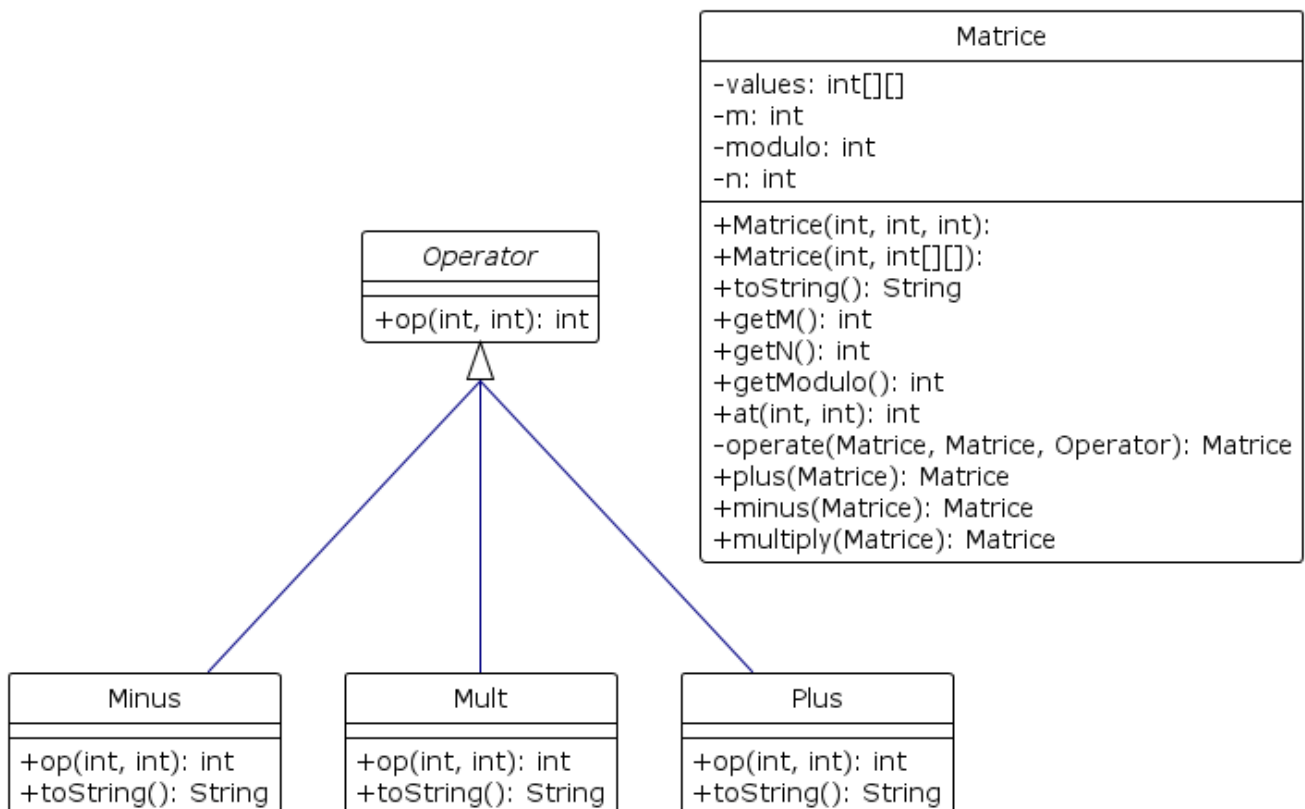 Matrice
-values: int[][]
-m: int
-modulo: int
-n: int
+Matrice(int, int, int):
+Matrice(int, int[][]):
+toString(): String
+getM(): int
+getN(): int
+getModulo(): int
+at(int, int): int
-operate(Matrice, Matrice, Operator): Matrice
+plus(Matrice): Matrice
+minus(Matrice): Matrice
+multiply(Matrice): Matrice
Operator
+op(int, int): int
Minus
+op(int, int): int
+toString(): String
Mult
+op(int, int): int
+toString(): String
Plus
+op(int, int): int
+toString(): String